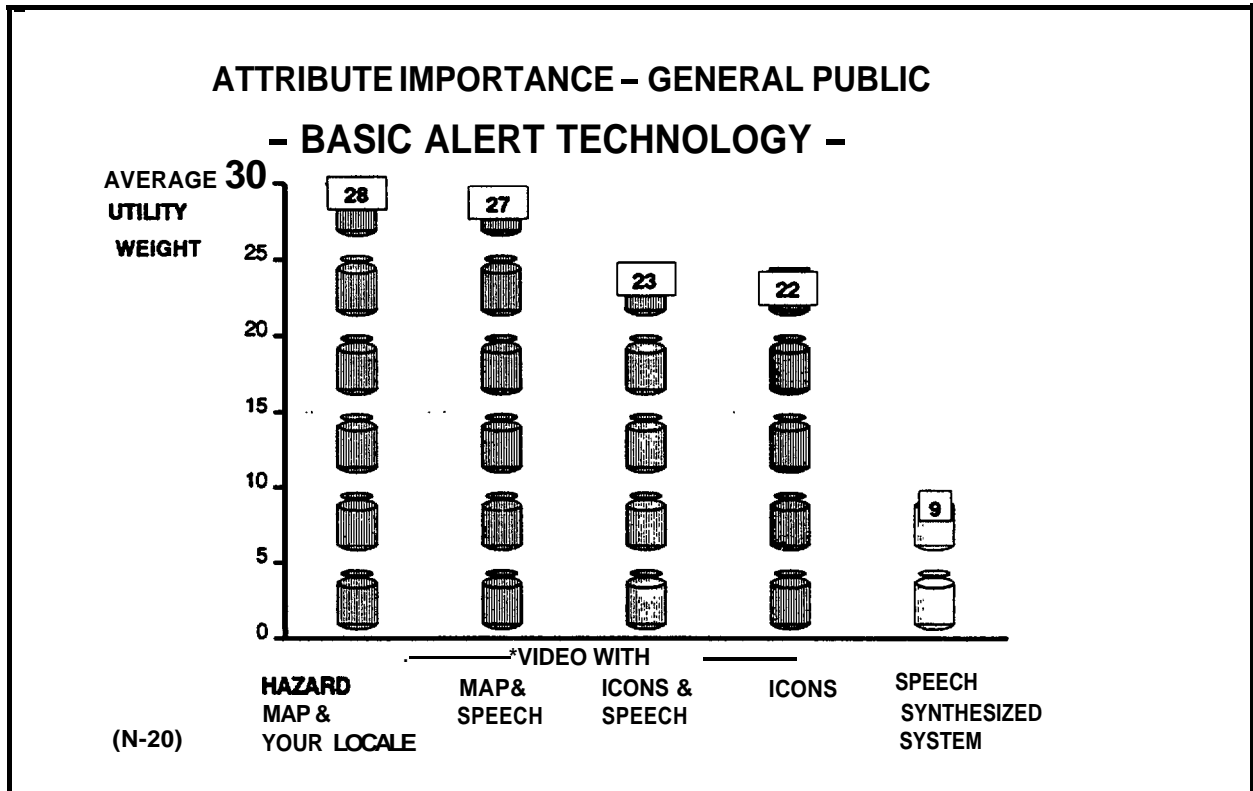 ATTRIBUTE IMPORTANCE – GENERAL PUBLIC
– BASIC ALERT TECHNOLOGY –
AVERAGE 30
UTILITY
WEIGHT
28
27
25
23
22
20
15
10
9
5
0
*VIDEO WITH
HAZARD
MAP &
YOUR LOCALE
MAP&
SPEECH
ICONS &
SPEECH
ICONS
SPEECH
SYNTHESIZED
SYSTEM
(N-20)